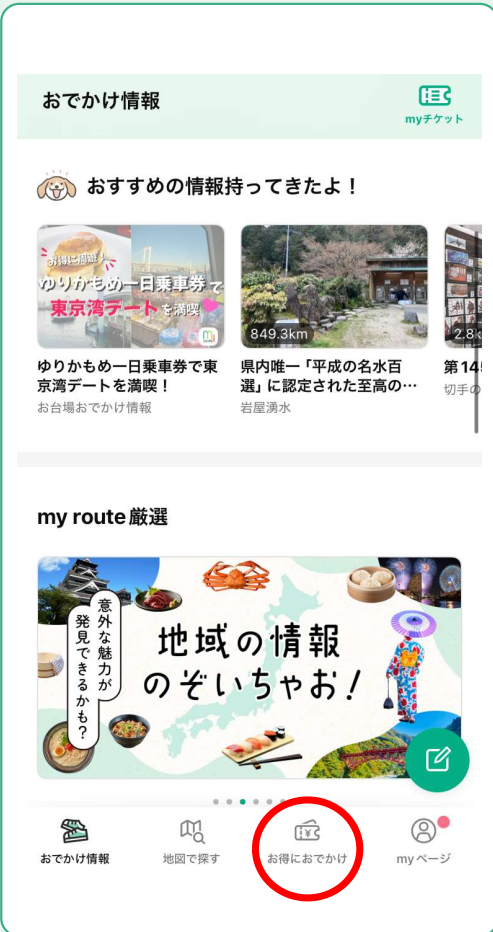 おでかけ情報
myチケット
おすすめの情報持ってきたよ！
お得に周遊！
ゆりかもめ一日乗車券で
東京湾デートを満喫
849.3km
2.8k
ゆりかもめ一日乗車券で東
京湾デートを満喫！
お台場おでかけ情報
県内唯一「平成の名水百
選」に認定された至高の…
岩屋湧水
第14
切手の
my route 厳選
意外な魅力が
発見できるかも？
地域の情報
のぞいちゃお！
おでかけ情報
地図で探す
お得におでかけ
my ページ